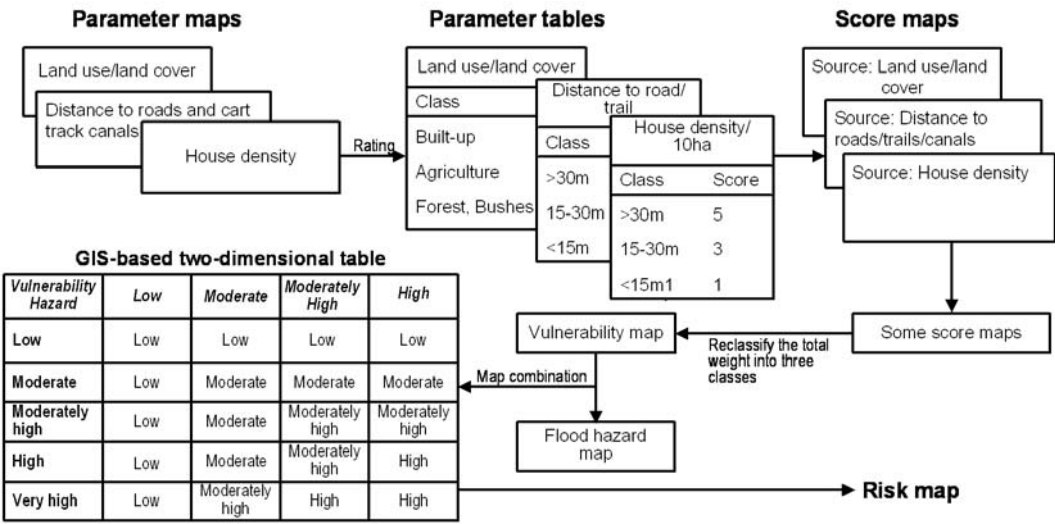 Parameter maps
Land use/land cover
Distance to roads and cart
track canals
House density
Rating
Parameter tables
Land use/land cover
Class
Built-up
Agriculture
Forest, Bushes
Distance to road/
trail
Class
>30m
15-30m
<15m
House density/
10ha
Class Score
>30m 5
15-30m 3
<15m1 1
Score maps
Source: Land use/land
cover
Source: Distance to
roads/trails/canals
Source: House density
Some score maps
Reclassify the total
weight into three
classes
Vulnerability map
Map combination
Flood hazard
map
GIS-based two-dimensional table
Vulnerability
Hazard
Low
Moderate
Moderately
High
High
Low Low Low Low Low
Moderate Low Moderate Moderate Moderate
Moderately
high
Low
Moderate
Moderately
high
Moderately
high
High
Low
Moderate
Moderately
high
High
Very high
Low
Moderately
high
High
High
Risk map